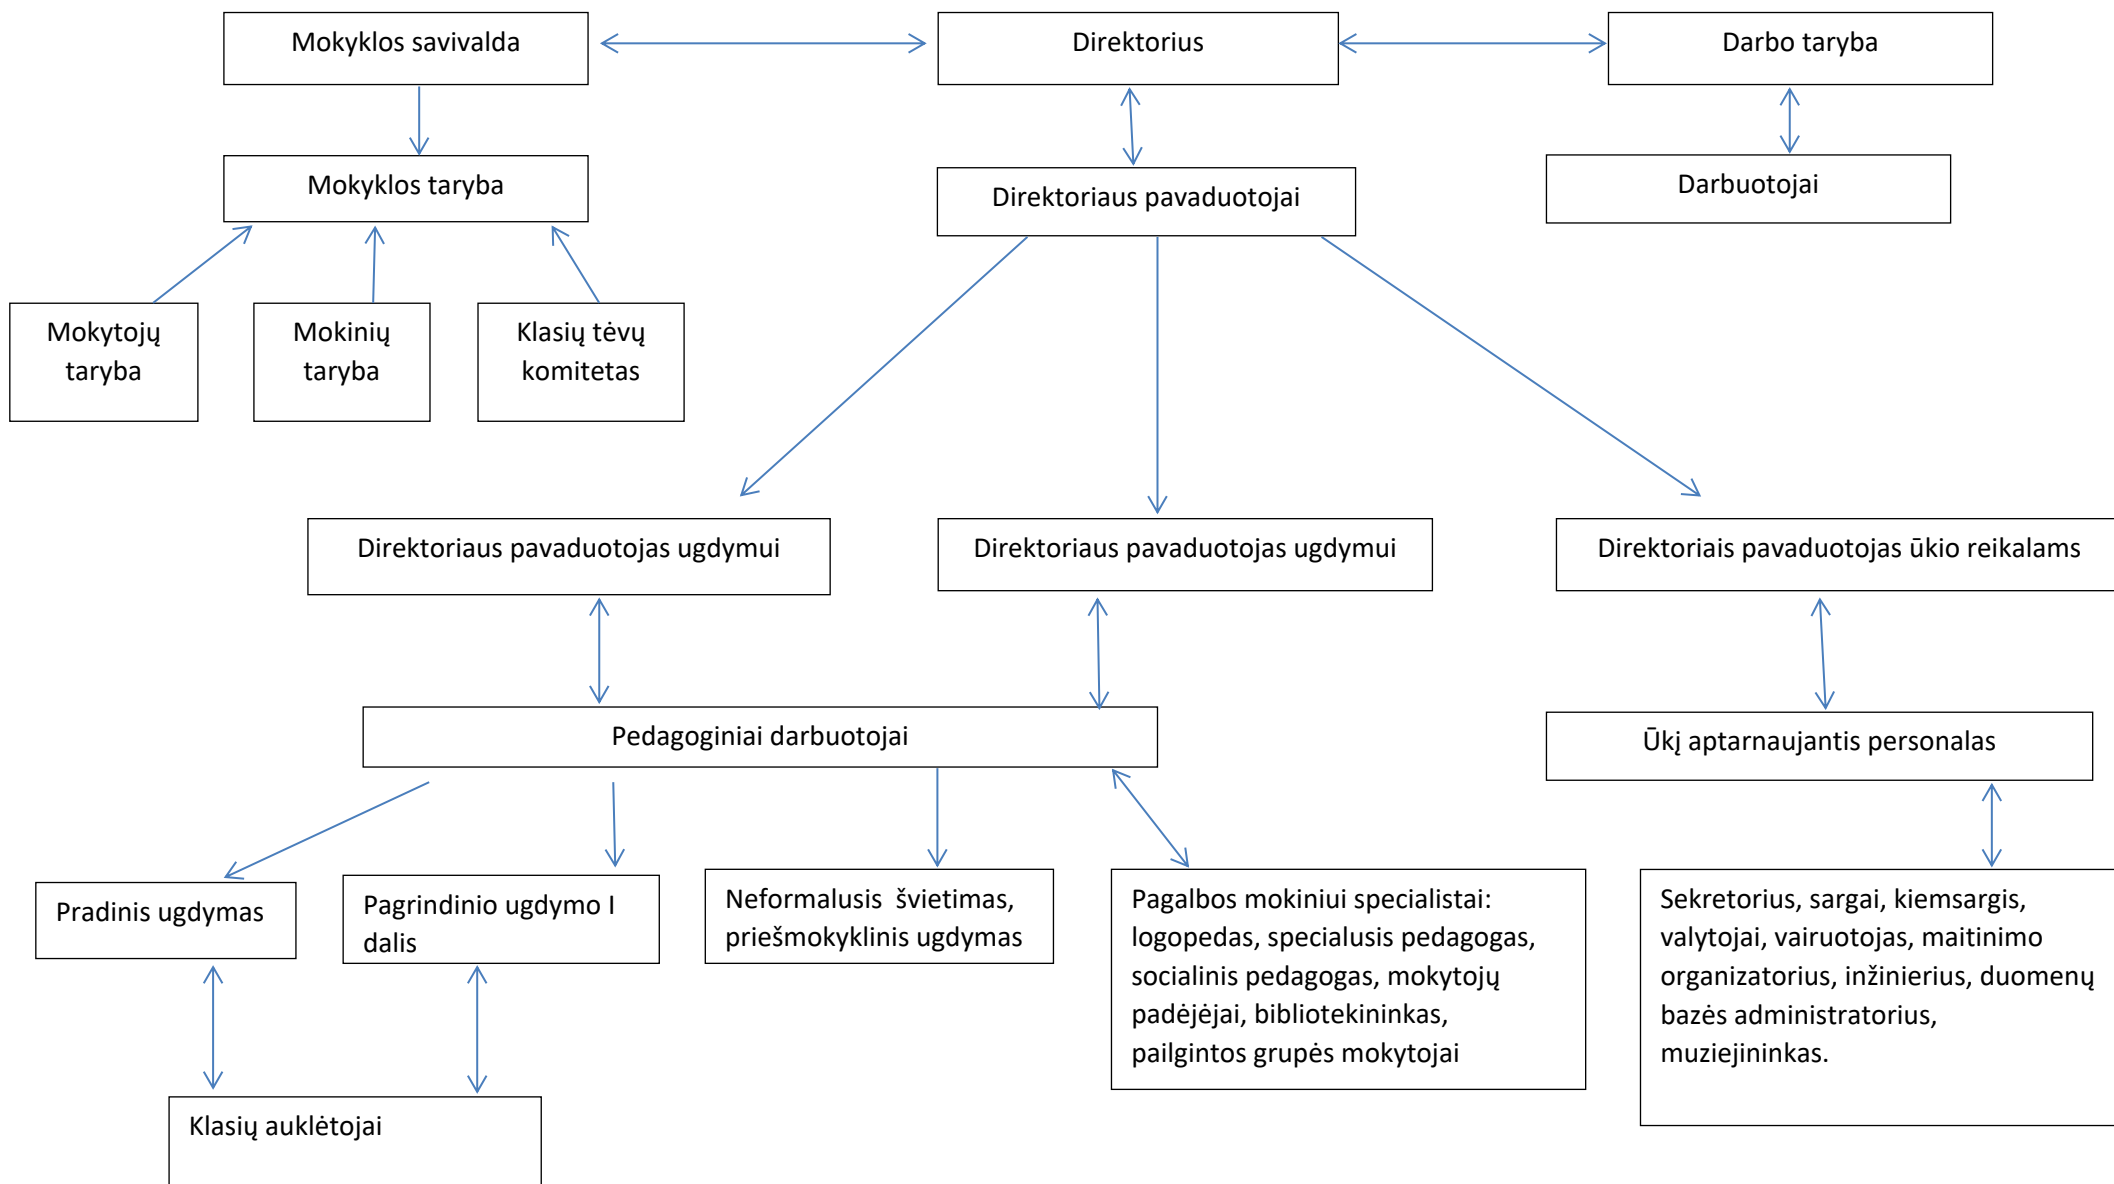 Mokyklos savivalda
Direktorius
Darbo taryba
Mokyklos taryba
Direktoriaus pavaduotojai
Darbuotojai
Mokytojų
taryba
Mokinių
taryba
Klasių tėvų
komitetas
Direktoriaus pavaduotojas ugdymui
Direktoriaus pavaduotojas ugdymui
Direktoriais pavaduotojas ūkio reikalams
Pedagoginiai darbuotojai
Ūkį aptarnaujantis personalas
Pradinis ugdymas
Pagrindinio ugdymo I
dalis
Neformalusis švietimas,
priešmokyklinis ugdymas
Pagalbos mokiniui specialistai:
logopedas, specialusis pedagogas,
socialinis pedagogas, mokytojų
padėjėjai, bibliotekininkas,
pailgintos grupės mokytojai
Sekretorius, sargai, kiemsargis,
valytojai, vairuotojas, maitinimo
organizatorius, inžinierius, duomenų
bazės administratorius,
muziejininkas.
Klasių auklėtojai